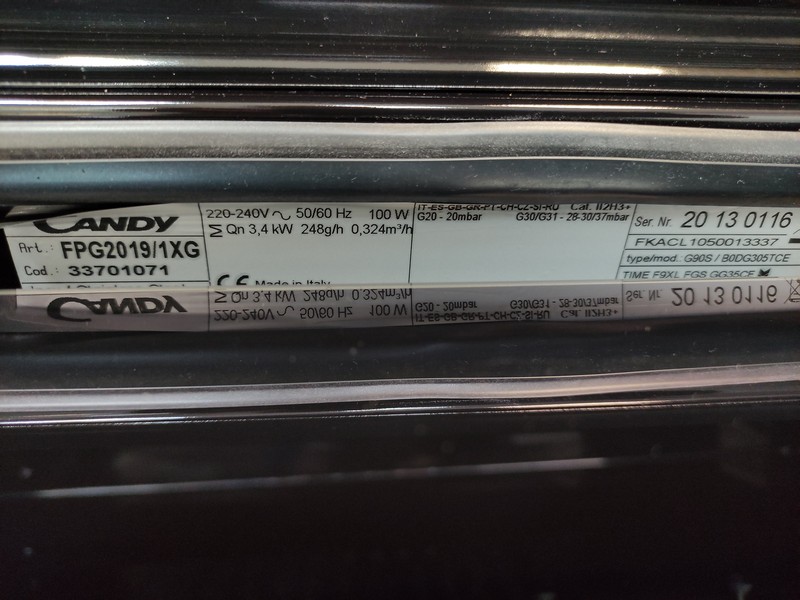 CANDY
Art.: FPG2019/1XG
Cod.: 33701071
220-240V ~ 50/60 Hz 100 W
Σ Qn 3,4 kW 248g/h 0,324m³/h
CE Made in Italy
IT-ES-GB-GR-PT-CH-CZ-SI-RU Cat. II2H3+
G20 - 20mbar G30/G31 - 28-30/37mbar
Ser. Nr. 20 13 0116
FKACL1050013337
type/mod.: G90S / B0DG305TCE
TIME F9XL FGS GG35CF